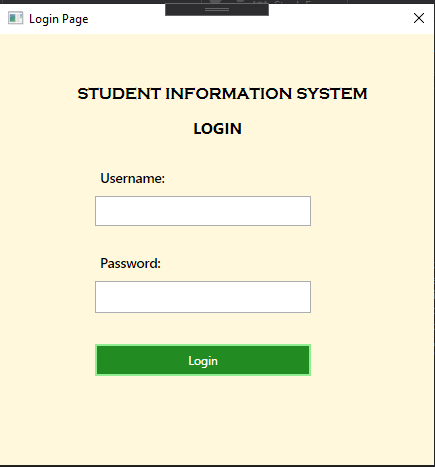 Login Page
STUDENT INFORMATION SYSTEM
LOGIN
Username:
Password:
Login